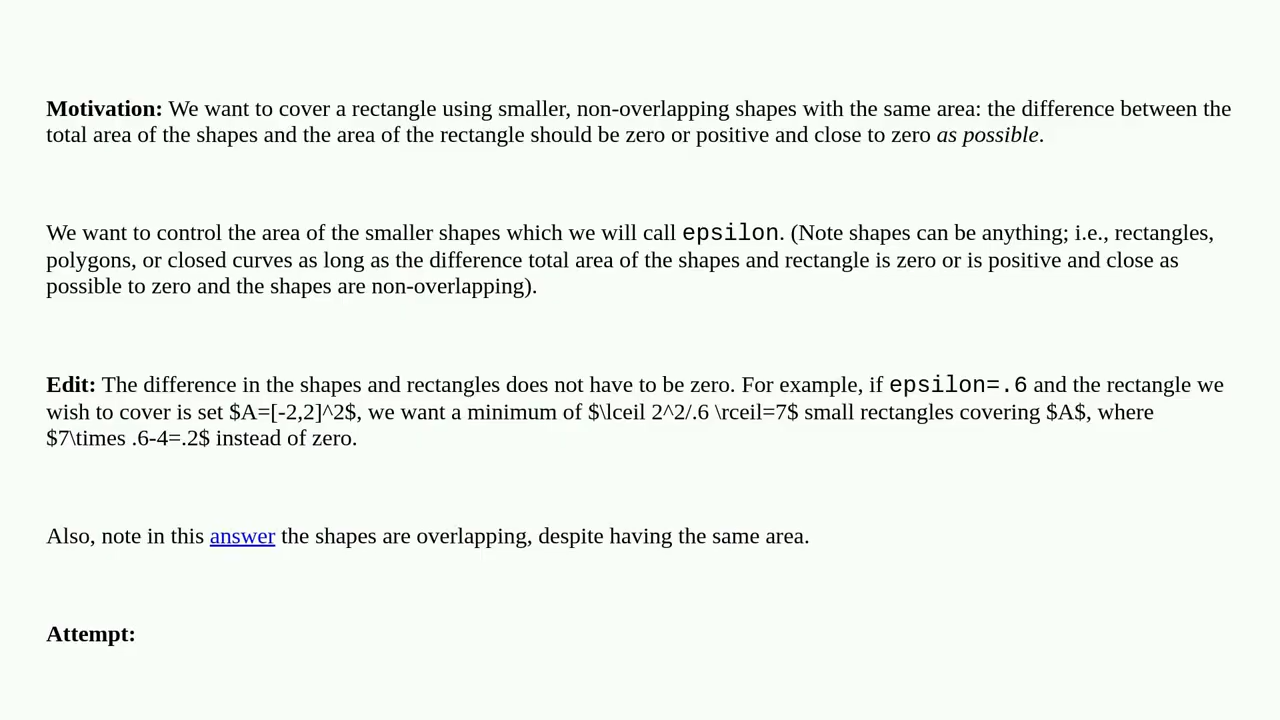 Motivation: We want to cover a rectangle using smaller, non-overlapping shapes with the same area: the difference between the
total area of the shapes and the area of the rectangle should be zero or positive and close to zero as possible.
We want to control the area of the smaller shapes which we will call epsilon. (Note shapes can be anything; i.e., rectangles,
polygons, or closed curves as long as the difference total area of the shapes and rectangle is zero or is positive and close as
possible to zero and the shapes are non-overlapping).
Edit: The difference in the shapes and rectangles does not have to be zero. For example, if epsilon=.6 and the rectangle we
wish to cover is set $A=[-2,2]^2$, we want a minimum of $\lceil 2^2/.6 \rceil=7$ small rectangles covering $A$, where
$7\times .6-4=.2$ instead of zero.
Also, note in this answer the shapes are overlapping, despite having the same area.
Attempt: